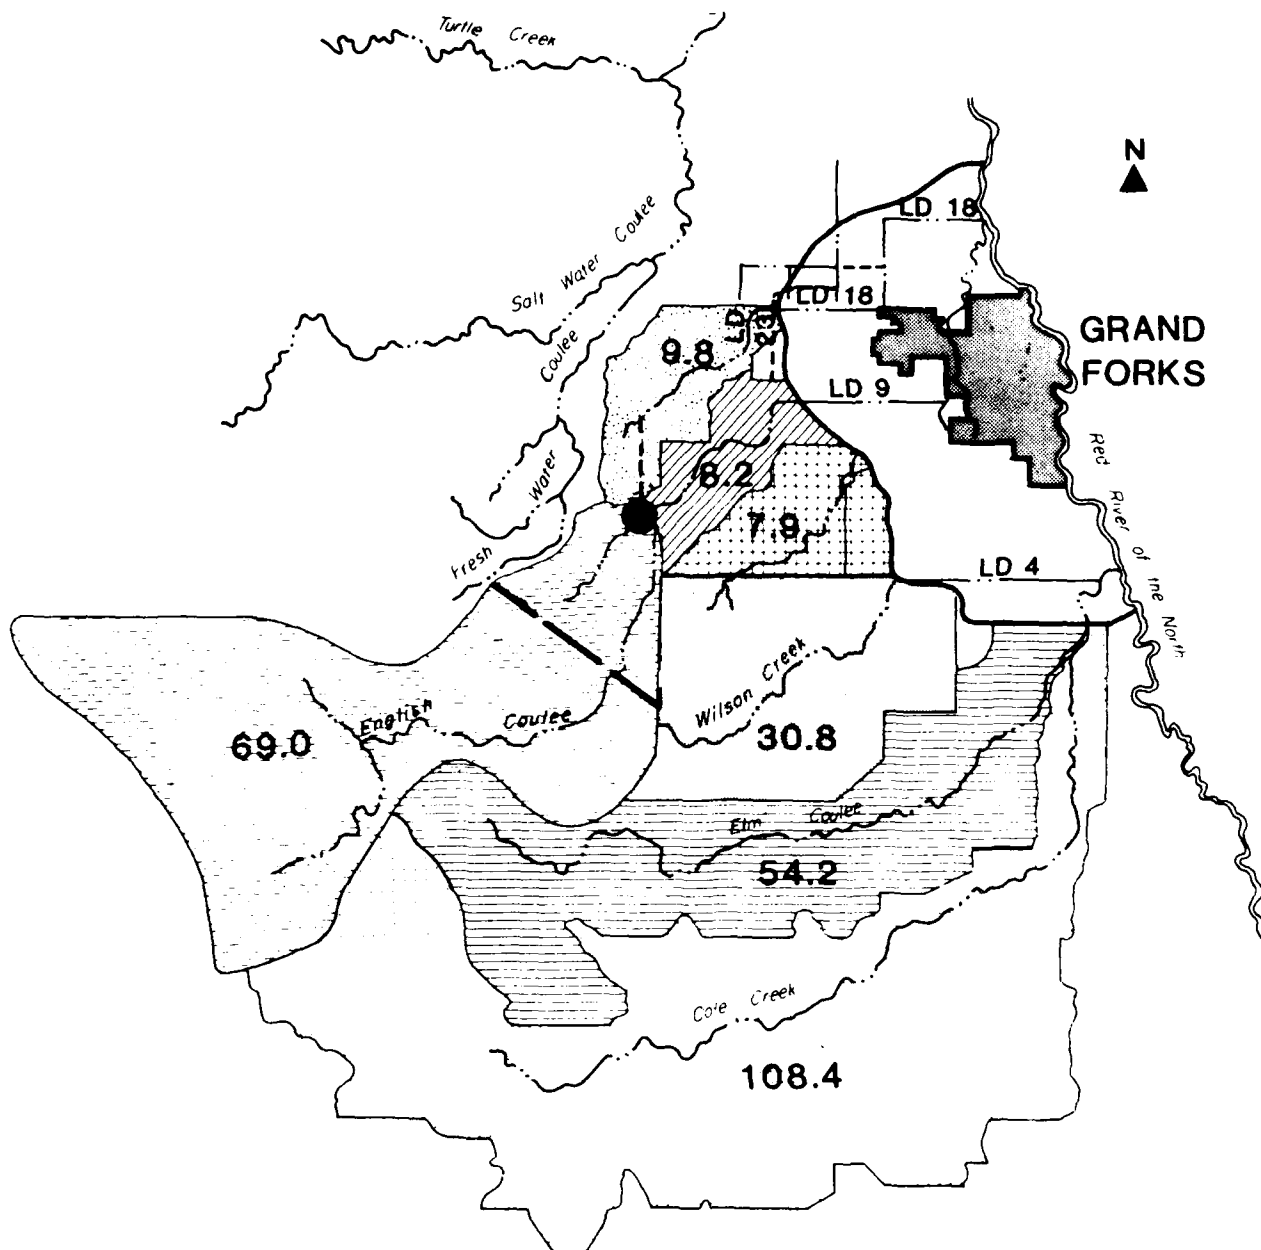 Turtle Creek
N
LD 18
Salt Water Coulee
LD 18
LD 23
GRAND
FORKS
9.8
Coulee
LD 9
Water
8.2
Red River of the North
7.9
Fresh
LD 4
Wilson Creek
English Coulee
69.0
30.8
Elm Coulee
54.2
Cole Creek
108.4